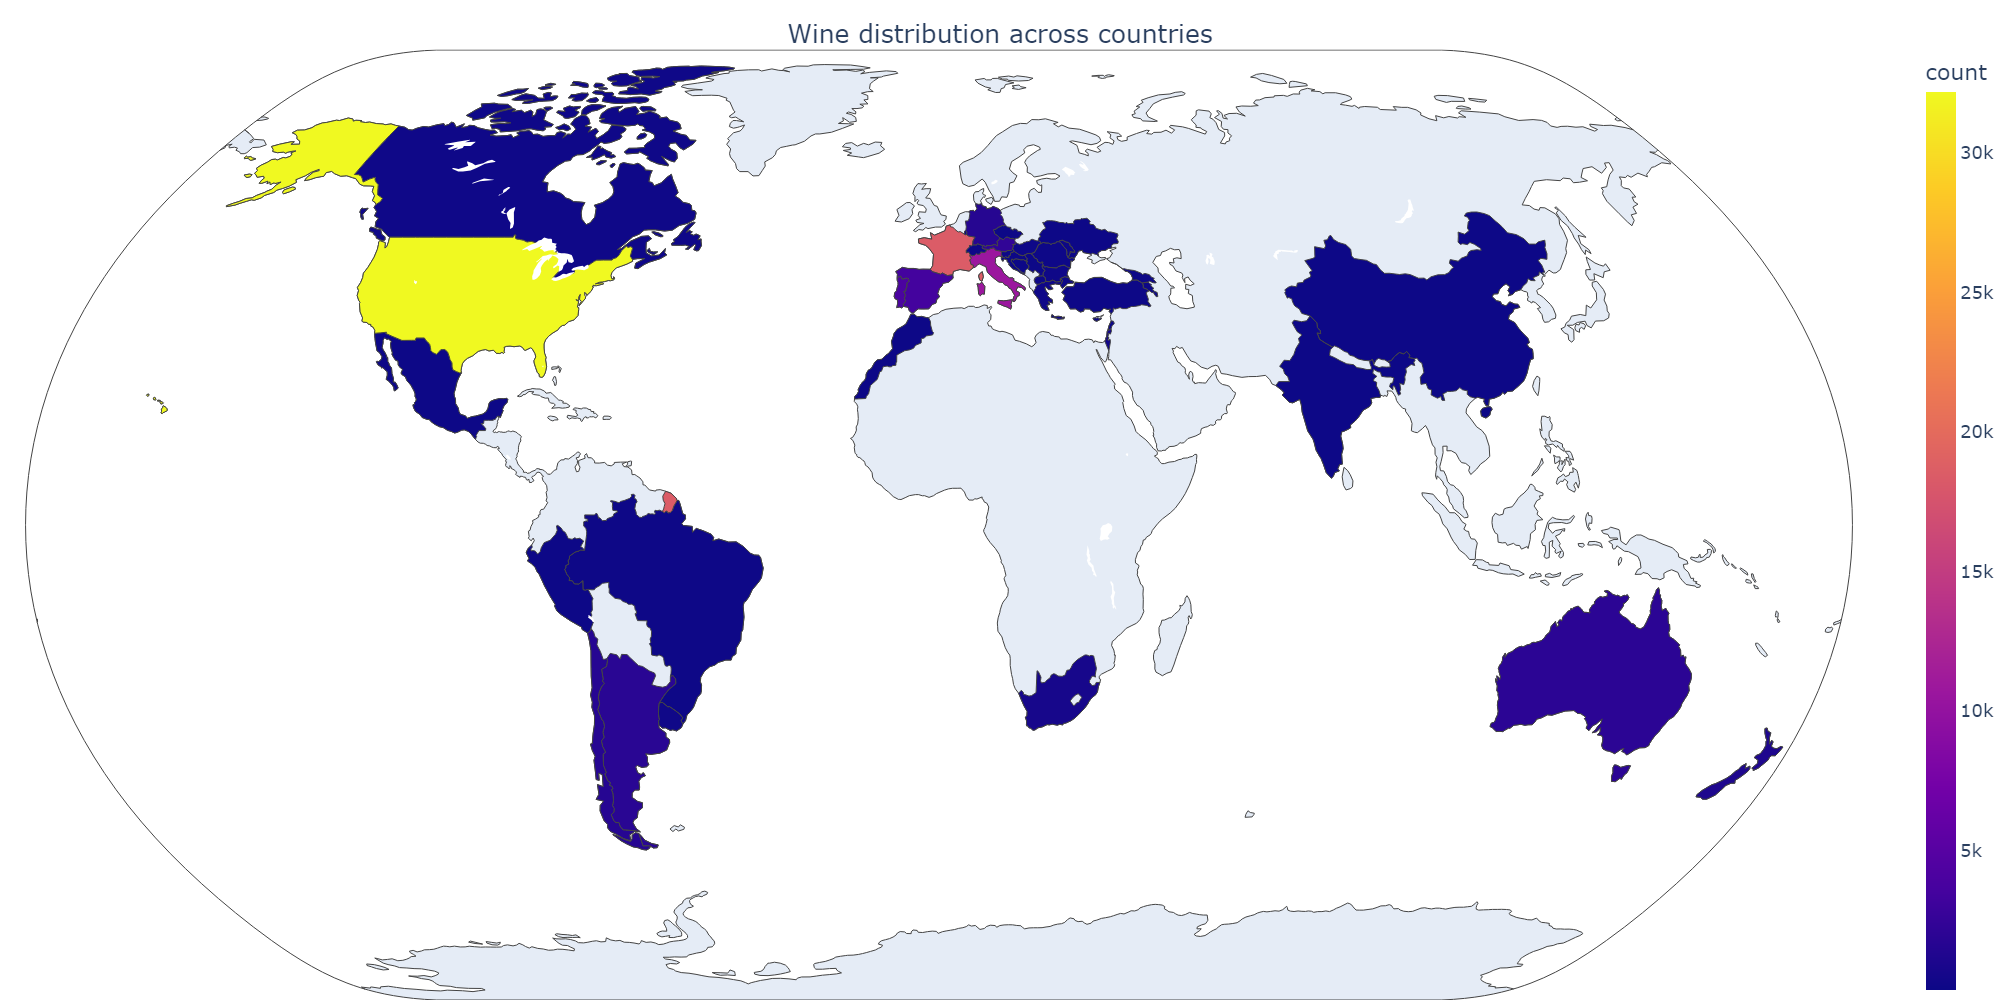 Wine distribution across countries
count
30k
25k
20k
15k
10k
5k